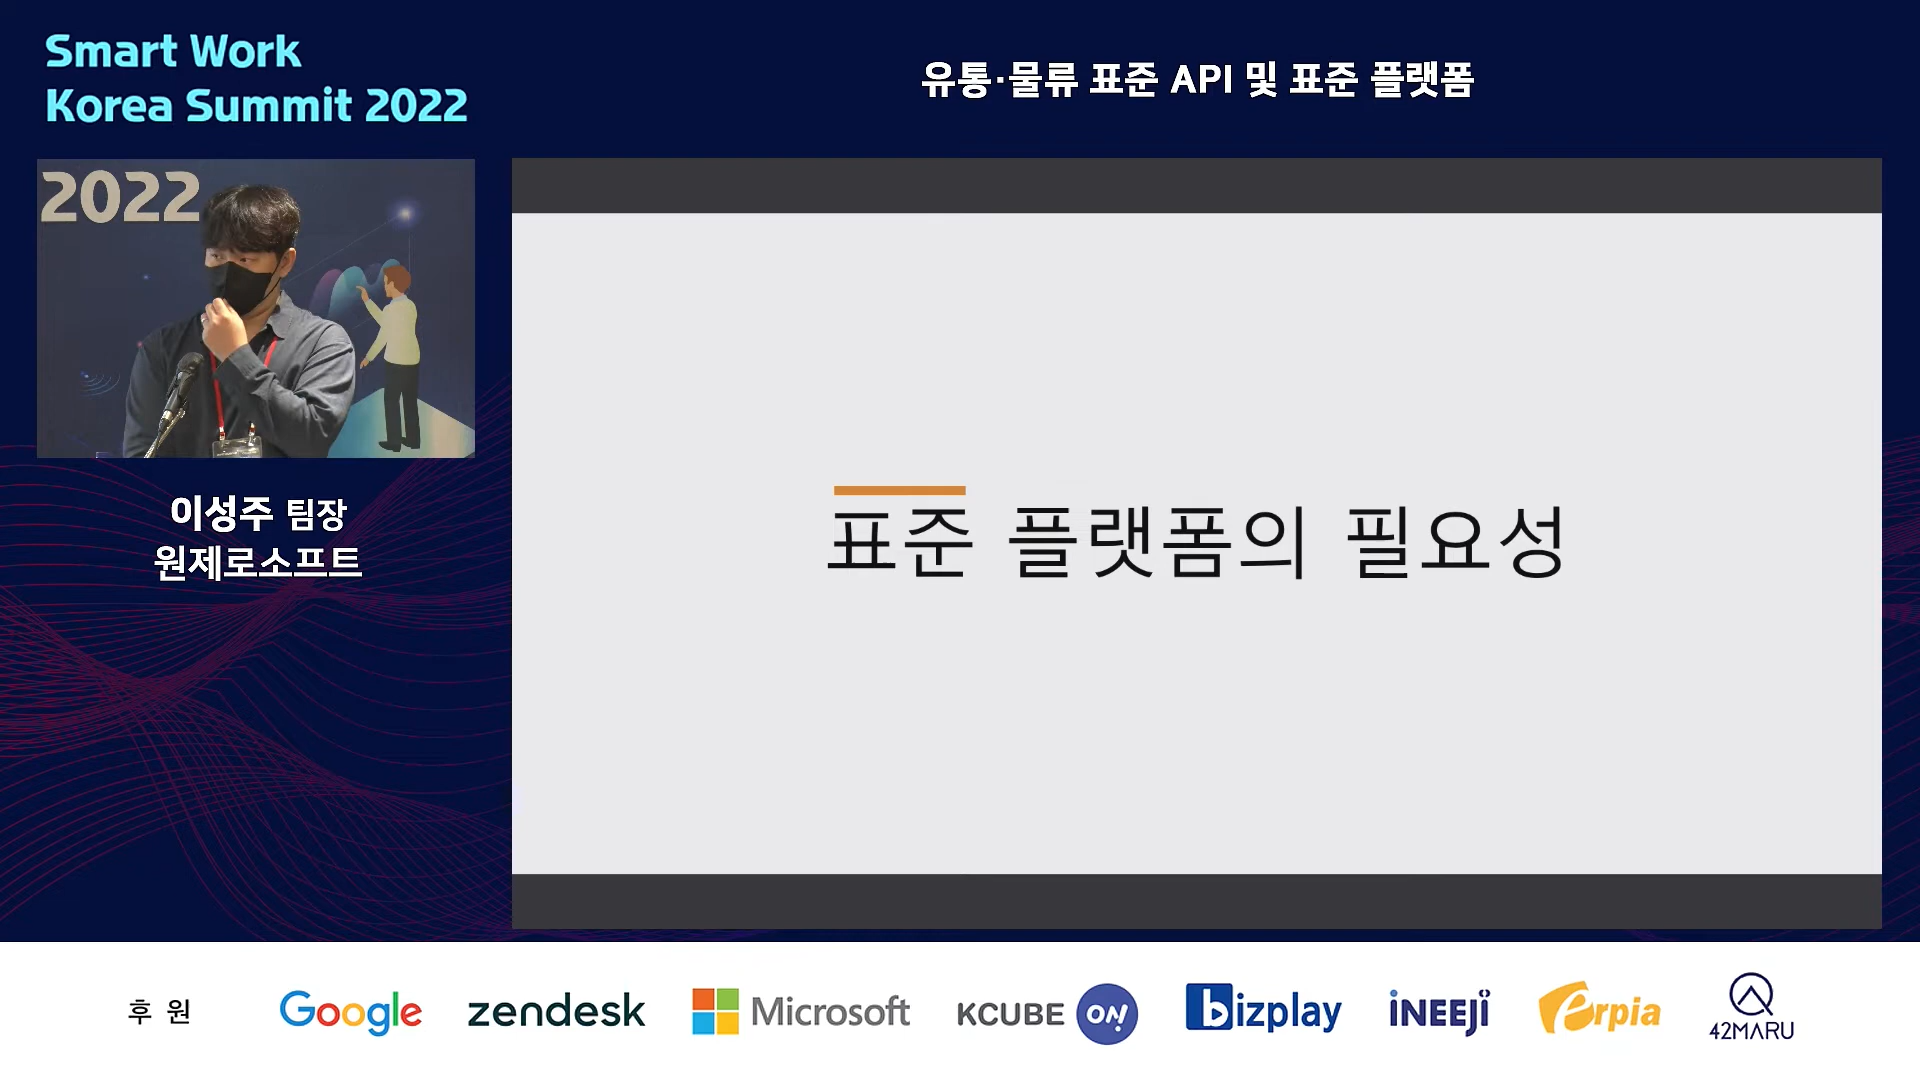 Smart Work
Korea Summit 2022
유통·물류 표준 API 및 표준 플랫폼
2022
이성주 팀장
원제로소프트
표준 플랫폼의 필요성
후원
Google
zendesk
Microsoft
KCUBE ON!
bizplay
iNEEJi
erpia
42MARU